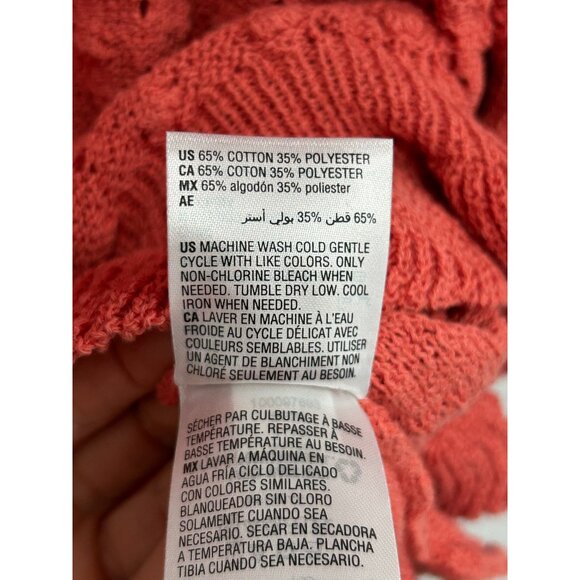 US 65% COTTON 35% POLYESTER
CA 65% COTON 35% POLYESTER
MX 65% algodón 35% poliester
AE
65% قطن 35% بولي أستر
US MACHINE WASH COLD GENTLE
CYCLE WITH LIKE COLORS. ONLY
NON-CHLORINE BLEACH WHEN
NEEDED. TUMBLE DRY LOW. COOL
IRON WHEN NEEDED.
CA LAVER EN MACHINE À L'EAU
FROIDE AU CYCLE DÉLICAT AVEC
COULEURS SEMBLABLES. UTILISER
UN AGENT DE BLANCHIMENT NON
CHLORÉ SEULEMENT AU BESOIN.
SÉCHER PAR CULBUTAGE À BASSE
TEMPÉRATURE. REPASSER À
BASSE TEMPÉRATURE AU BESOIN.
MX LAVAR A MÁQUINA EN
AGUA FRÍA CICLO DELICADO
CON COLORES SIMILARES.
BLANQUEADOR SIN CLORO
SOLAMENTE CUANDO SEA
NECESARIO. SECAR EN SECADORA
A TEMPERATURA BAJA. PLANCHA
TIBIA CUANDO SEA NECESARIO.